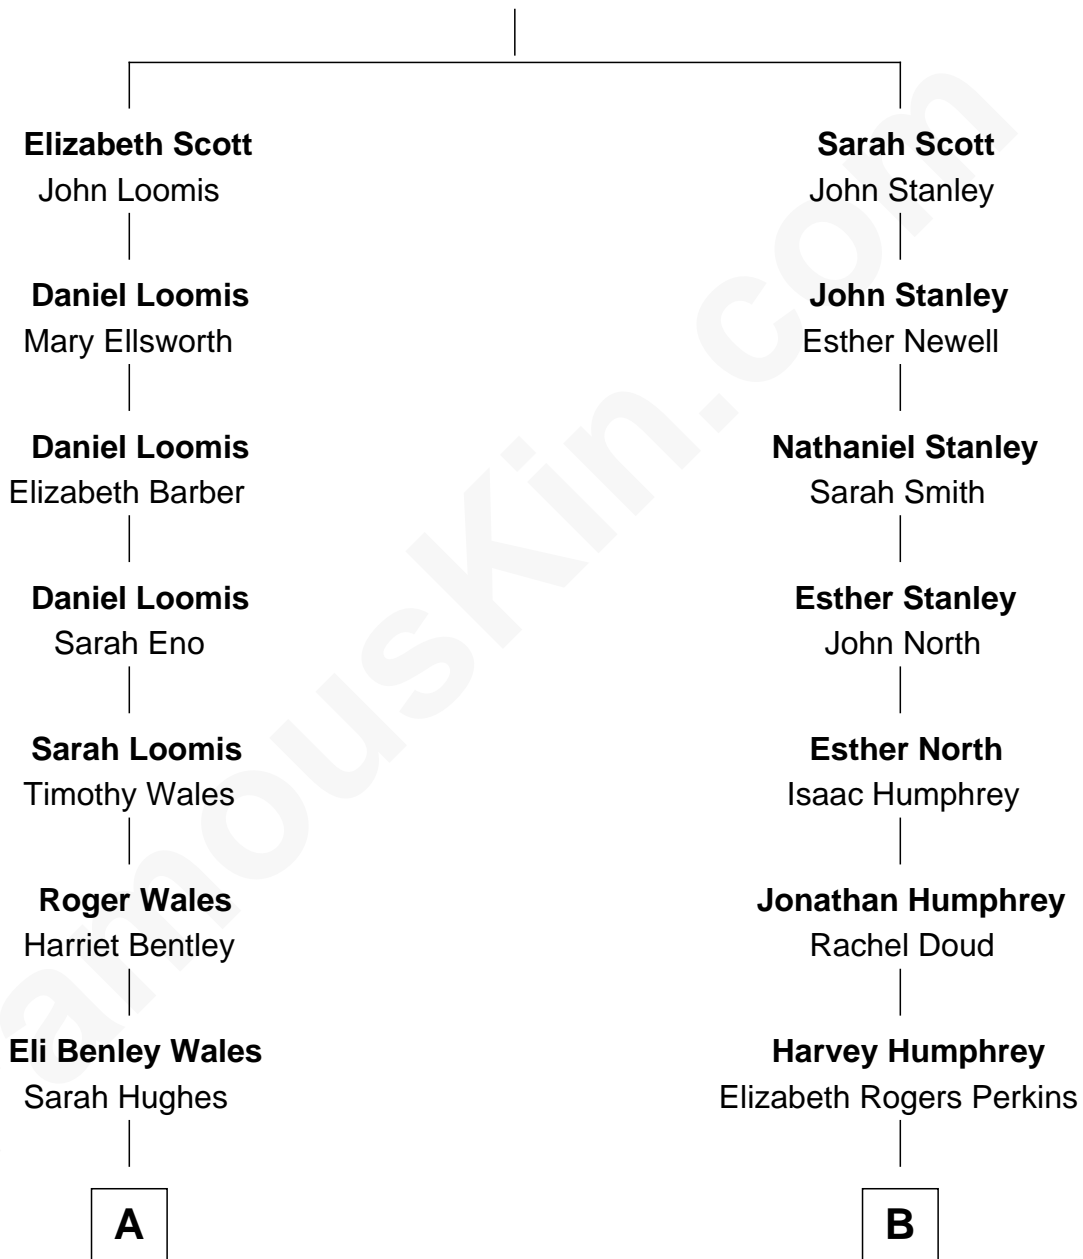 Elizabeth Scott
John Loomis
Daniel Loomis
Mary Ellsworth
Daniel Loomis
Elizabeth Barber
Daniel Loomis
Sarah Eno
Sarah Loomis
Timothy Wales
Roger Wales
Harriet Bentley
Eli Benley Wales
Sarah Hughes
A
Sarah Scott
John Stanley
John Stanley
Esther Newell
Nathaniel Stanley
Sarah Smith
Esther Stanley
John North
Esther North
Isaac Humphrey
Jonathan Humphrey
Rachel Doud
Harvey Humphrey
Elizabeth Rogers Perkins
B
amouskin.com